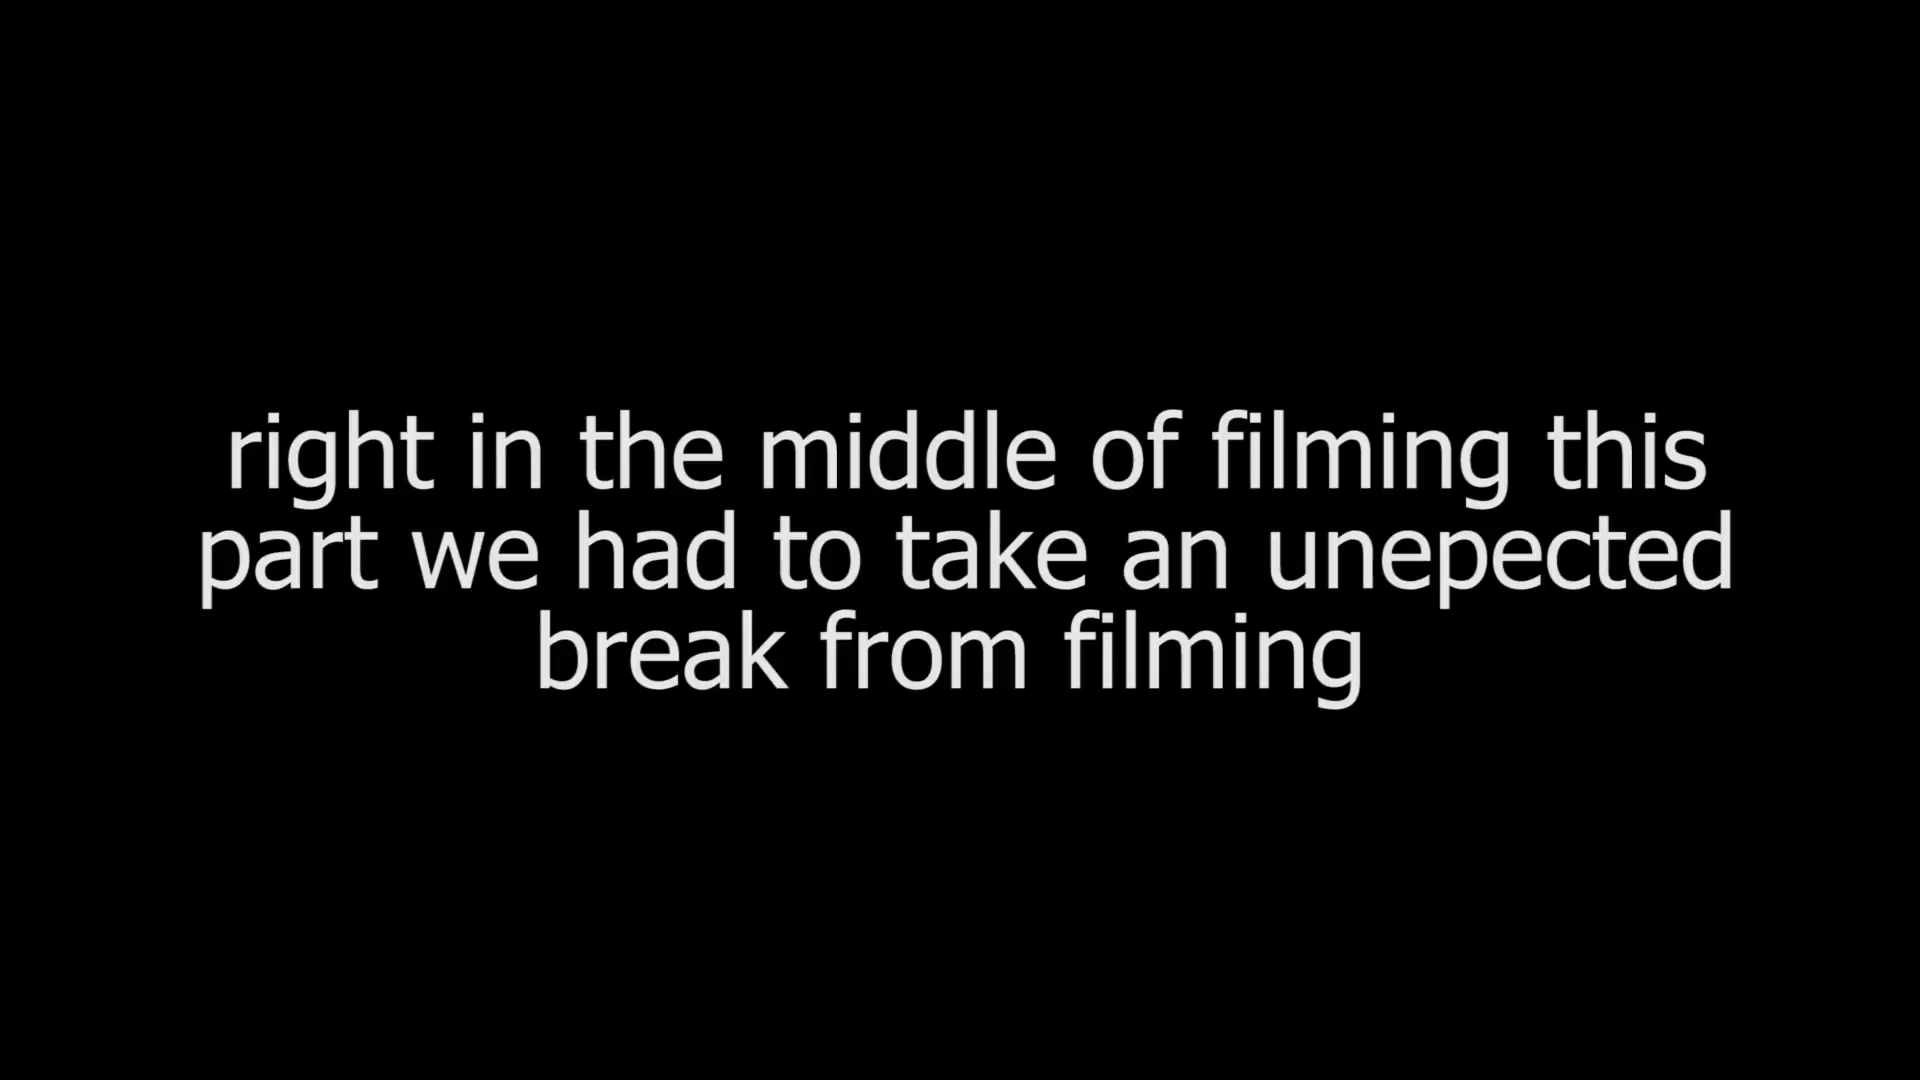 right in the middle of filming this
part we had to take an unepected
break from filming